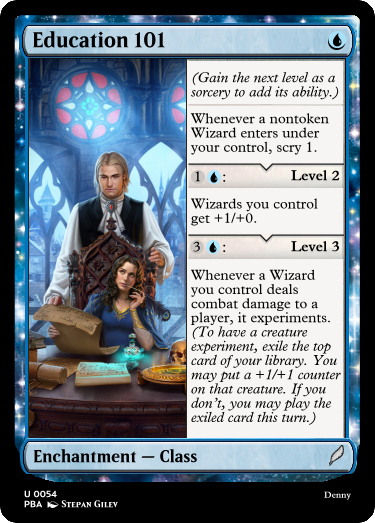 Education 101
(Gain the next level as a
sorcery to add its ability.)
Whenever a nontoken
Wizard enters under
your control, scry 1.
1 : Level 2
Wizards you control
get +1/+0.
3 : Level 3
Whenever a Wizard
you control deals
combat damage to a
player, it experiments.
(To have a creature
experiment, exile the top
card of your library. You
may put a +1/+1 counter
on that creature. If you
don't, you may play the
exiled card this turn.)
Enchantment — Class
U 0054
PBA Stepan Gilev
Denny